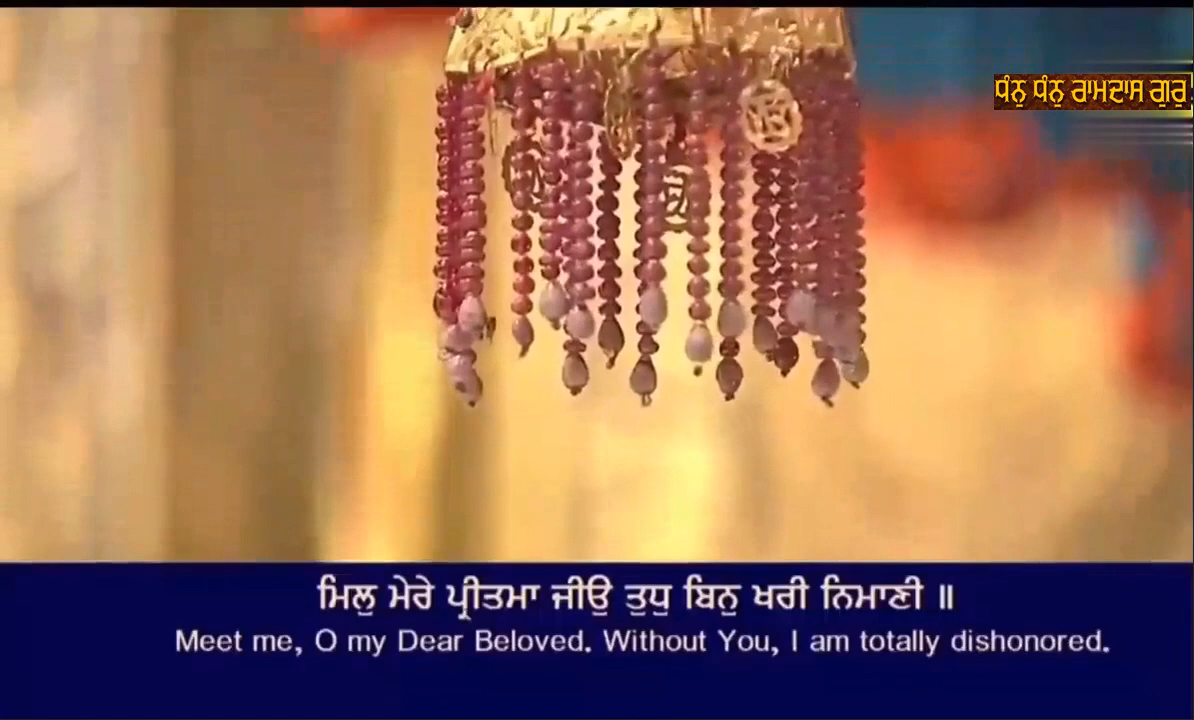 ਧੰਨੁ ਧੰਨੁ ਰਾਮਦਾਸ ਗੁਰੁ
ਮਿਲੁ ਮੇਰੇ ਪ੍ਰੀਤਮਾ ਜੀਉ ਤੁਧੁ ਬਿਨੁ ਖਰੀ ਨਿਮਾਣੀ ॥
Meet me, O my Dear Beloved. Without You, I am totally dishonored.